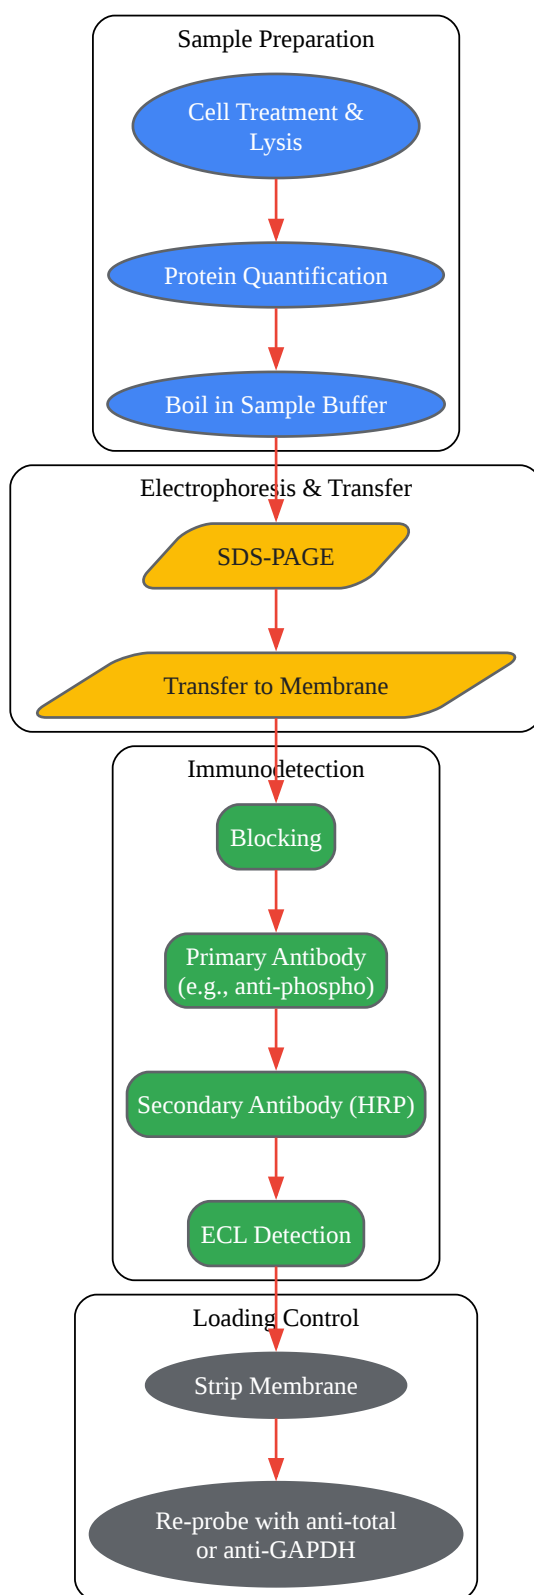 Sample Preparation
Cell Treatment &
Lysis
Protein Quantification
Boil in Sample Buffer
Electrophoresis & Transfer
SDS-PAGE
Transfer to Membrane
Immunodetection
Blocking
Primary Antibody
(e.g., anti-phospho)
Secondary Antibody (HRP)
ECL Detection
Loading Control
Strip Membrane
Re-probe with anti-total
or anti-GAPDH